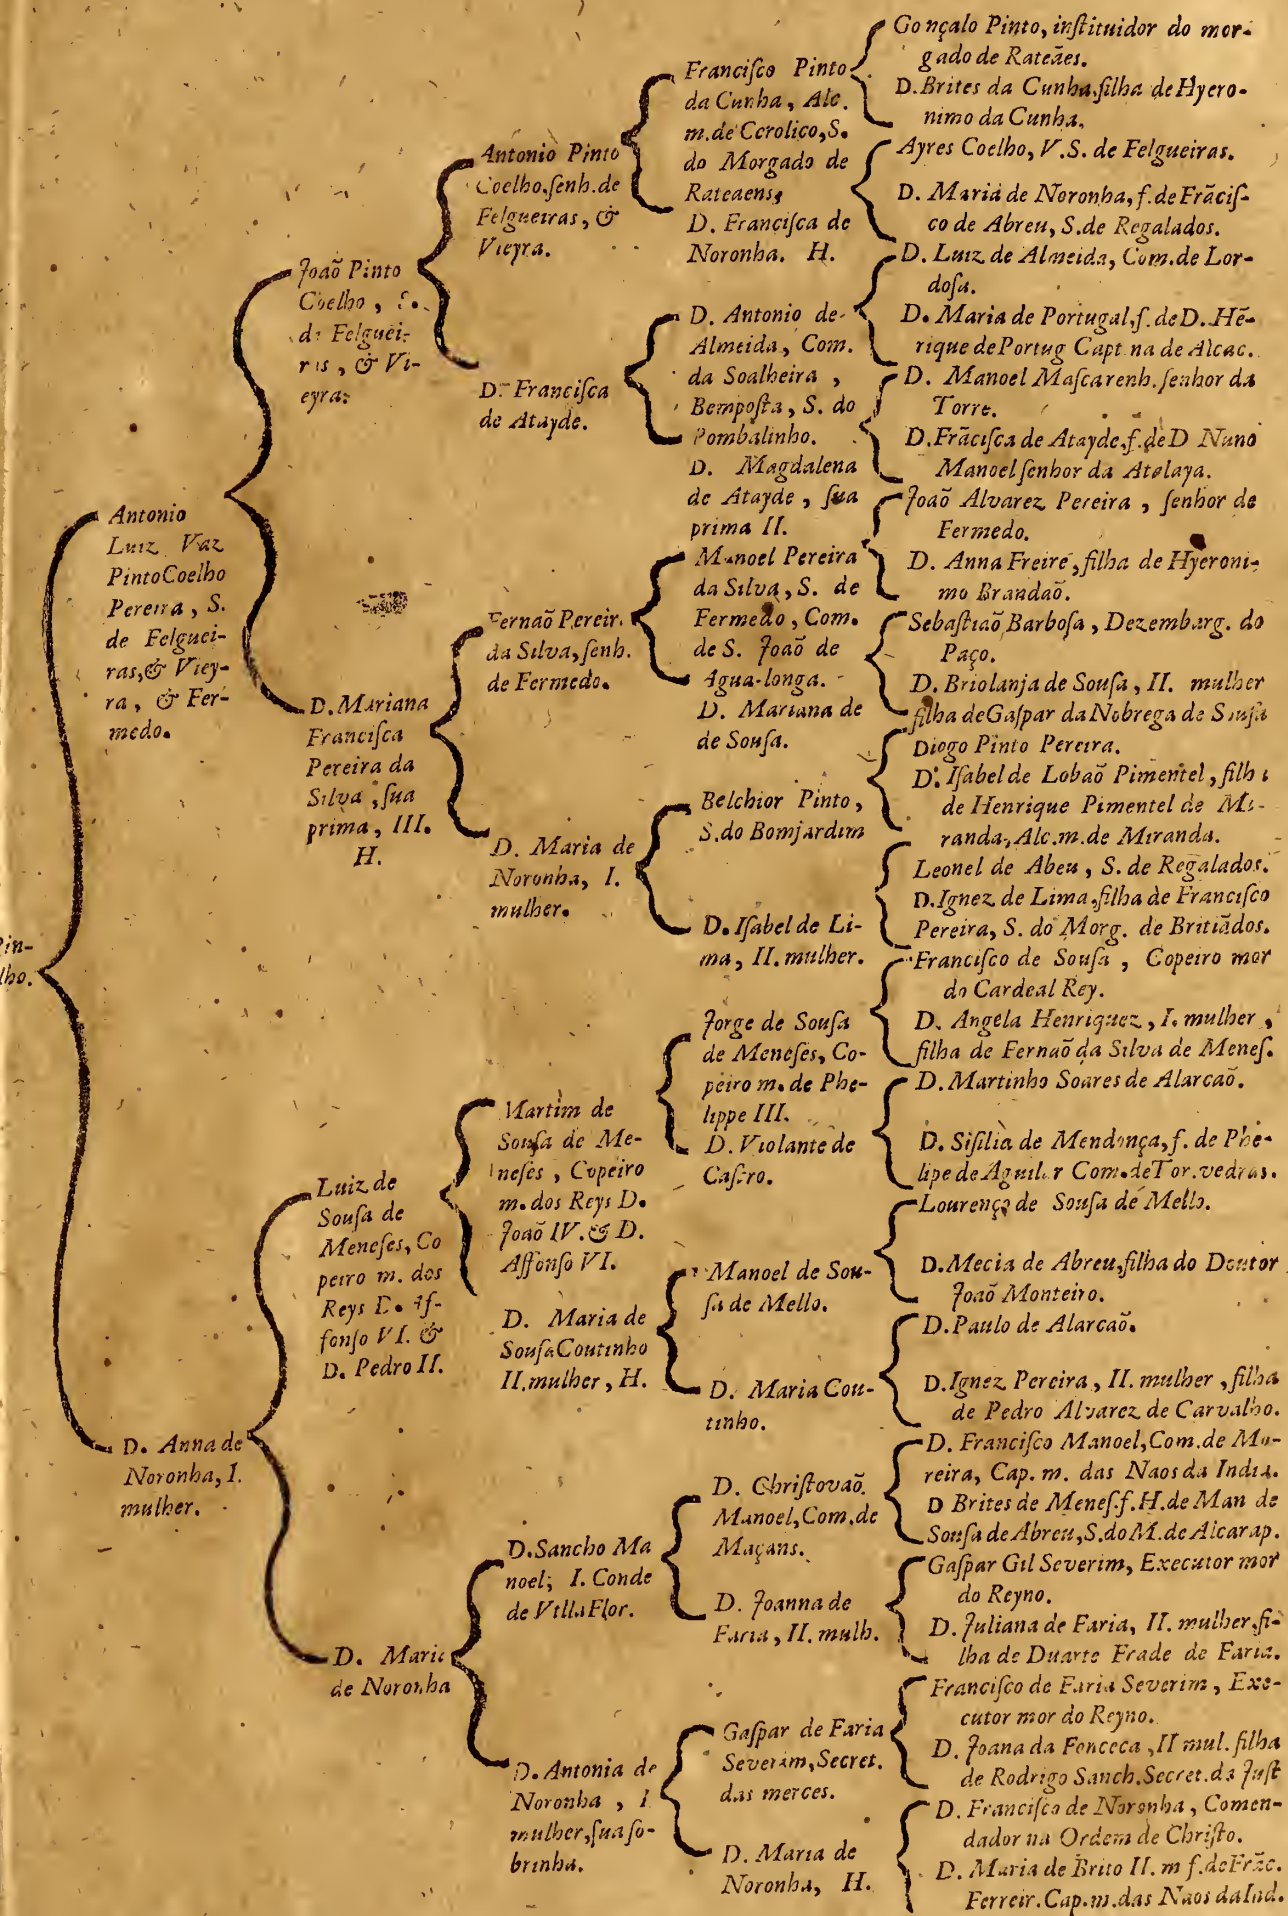 Pin-
lho.
Antonio
Luiz Vaz
Pinto Coelho
Pereira, S.
de Felguei-
ras, & Viey-
ra, & Fer-
medo.
D. Anna de
Noronha, I.
mulher.
Joaõ Pinto
Coelho, S.
de Felguei-
ras, & Vi-
eyra:
D. Mariana
Franciſca
Pereira da
Silva, ſua
prima, III.
H.
Luiz de
Souſa de
Meneſes, Co
peiro m. dos
Reys D. Af-
fonſo VI. &
D. Pedro II.
D. Maria
de Noronha
Antonio Pinto
Coelho, ſenh. de
Felgueiras, &
Vieyra.
D. Franciſca
de Atayde.
Fernaõ Pereir.
da Silva, ſenh.
de Fermedo.
D. Maria de
Noronha, I.
mulher.
Martim de
Souſa de Me-
neſes, Copeiro
m. dos Reys D.
Joaõ IV. & D.
Affonſo VI.
D. Maria de
Souſa Coutinho
II. mulher, H.
D. Sancho Ma
noel; I. Conde
de Villa Flor.
D. Antonia de
Noronha, I
mulher, ſua ſo-
brinha.
Franciſco Pinto
da Cunha, Alc.
m. de Cerolico, S.
do Morgado de
Rateaens,
D. Franciſca de
Noronha. H.
D. Antonio de
Almeida, Com.
da Soalheira,
Bempoſta, S. do
Pombalinho.
D. Magdalena
de Atayde, ſua
prima II.
Manoel Pereira
da Silva, S. de
Fermedo, Com.
de S. Joaõ de
Agua-longa.
D. Mariana de
de Souſa.
Belchior Pinto,
S. do Bomjardim
D. Iſabel de Li-
ma, II. mulher.
Jorge de Souſa
de Meneſes, Co-
peiro m. de Phe-
lippe III.
D. Violante de
Caſtro.
Manoel de Sou-
ſa de Mello.
D. Maria Cou-
tinho.
D. Chriſtovaõ
Manoel, Com. de
Maçans.
D. Joanna de
Faria, II. mulh.
Gaſpar de Faria
Severim, Secret.
das merces.
D. Maria de
Noronha, H.
Gonçalo Pinto, inſtituidor do mor-
gado de Rateães.
D. Brites da Cunha, filha de Hyero-
nimo da Cunha.
Ayres Coelho, V. S. de Felgueiras.
D. Maria de Noronha, f. de Frāciſ-
co de Abreu, S. de Regalados.
D. Luiz de Almeida, Com. de Lor-
doſa.
D. Maria de Portugal, f. de D. Hē-
rique de Portug Capt na de Alcac.
D. Manoel Maſcarenh. ſenhor da
Torre.
D. Frāciſca de Atayde, f. de D Nuno
Manoel ſenhor da Atalaya.
Joaõ Alvarez Pereira, ſenhor de
Fermedo.
D. Anna Freire, filha de Hyeroni-
mo Brandaõ.
Sebaſtiaõ Barboſa, Dezembarg. do
Paço.
D. Briolanja de Souſa, II. mulher
filha de Gaſpar da Nobrega de Souſa
Diogo Pinto Pereira.
D. Iſabel de Lobaõ Pimentel, filha
de Henrique Pimentel de Mi-
randa, Alc. m. de Miranda.
Leonel de Abeu, S. de Regalados.
D. Ignez de Lima, filha de Franciſco
Pereira, S. do Morg. de Britiādos.
Franciſco de Souſa, Copeiro mor
do Cardeal Rey.
D. Angela Henriquez, I. mulher,
filha de Fernaõ da Silva de Meneſ.
D. Martinho Soares de Alarcaõ.
D. Siſilia de Mendonça, f. de Phe-
lipe de Aguilar Com. de Tor. vedras.
Lourenço de Souſa de Mello.
D. Mecia de Abreu, filha do Doutor
Joaõ Monteiro.
D. Paulo de Alarcaõ.
D. Ignez Pereira, II. mulher, filha
de Pedro Alvarez de Carvalho.
D. Franciſco Manoel, Com. de Mo-
reira, Cap. m. das Naos da India.
D Brites de Meneſ. f. H. de Man de
Souſa de Abreu, S. do M. de Alcarap.
Gaſpar Gil Severim, Executor mor
do Reyno.
D. Juliana de Faria, II. mulher, fi-
lha de Duarte Frade de Faria.
Franciſco de Faria Severim, Exe-
cutor mor do Reyno.
D. Joana da Fonceca, II mul. filha
de Rodrigo Sanch. Secret. da Juſt
D. Franciſco de Noronha, Comen-
dador na Ordem de Chriſto.
D. Maria de Brito II. m f. de Frāc.
Ferreir. Cap. m. das Naos da Ind.